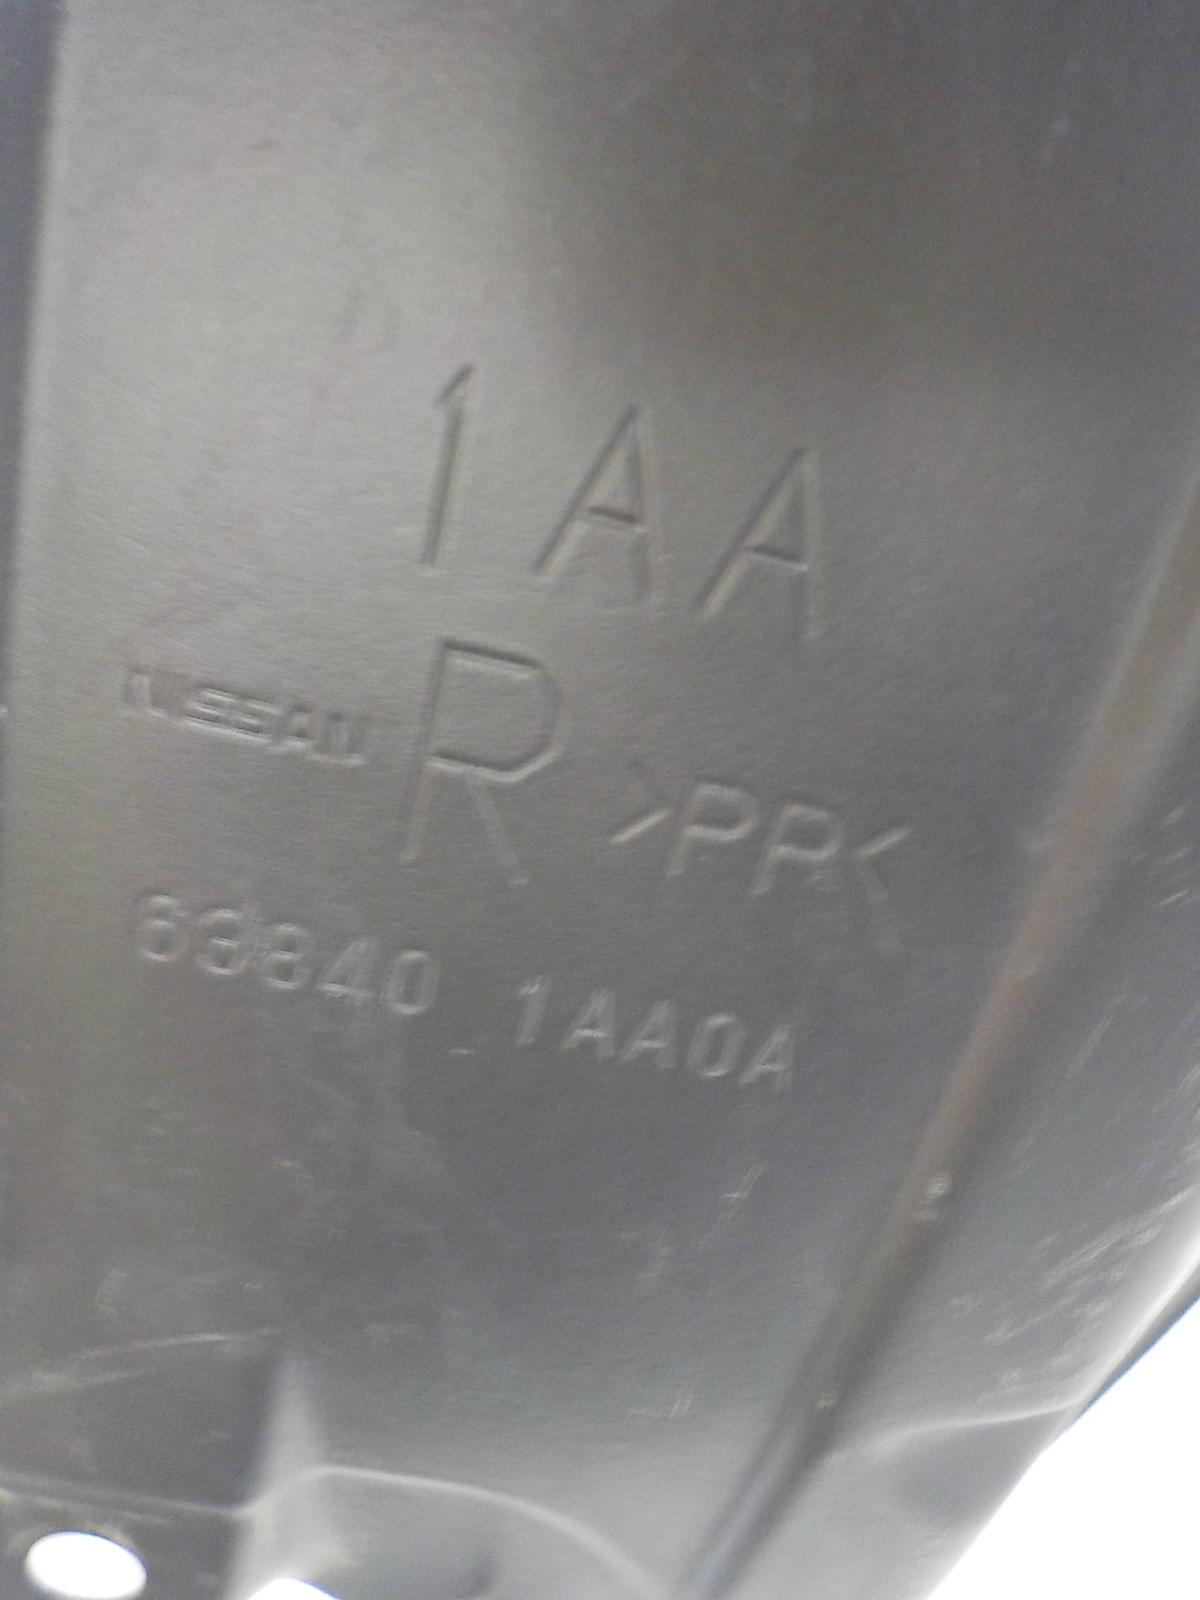 1AA
NISSAN R >PP<
63840 1AA0A